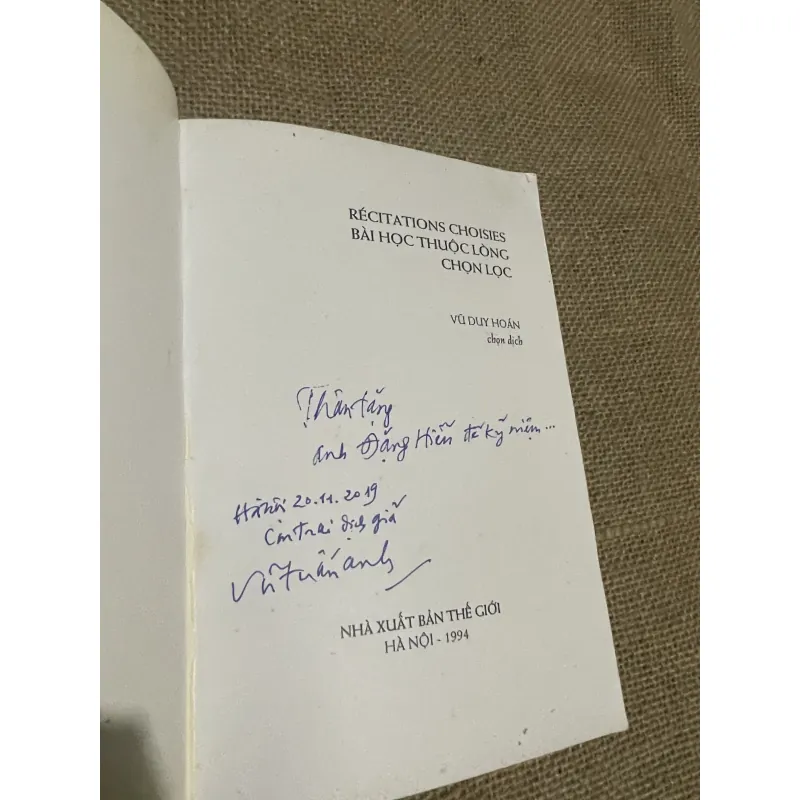 RÉCITATIONS CHOISIES
BÀI HỌC THUỘC LÒNG
CHỌN LỌC
VŨ DUY HOÁN
chọn dịch
Thân tặng
anh Đặng Hiển để kỷ niệm...
Hà Nội 20.11.2019
Con trai dịch giả
Vũ Tuấn Anh
NHÀ XUẤT BẢN THẾ GIỚI
HÀ NỘI - 1994